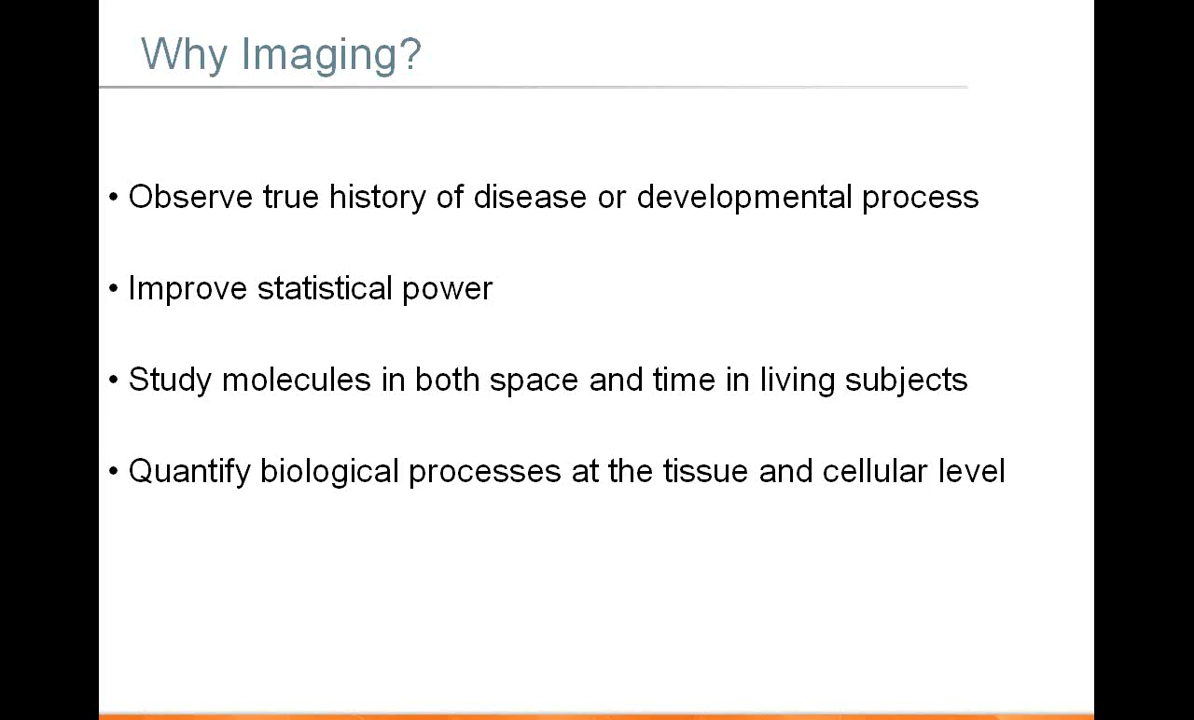 Why Imaging?
• Observe true history of disease or developmental process
• Improve statistical power
• Study molecules in both space and time in living subjects
• Quantify biological processes at the tissue and cellular level